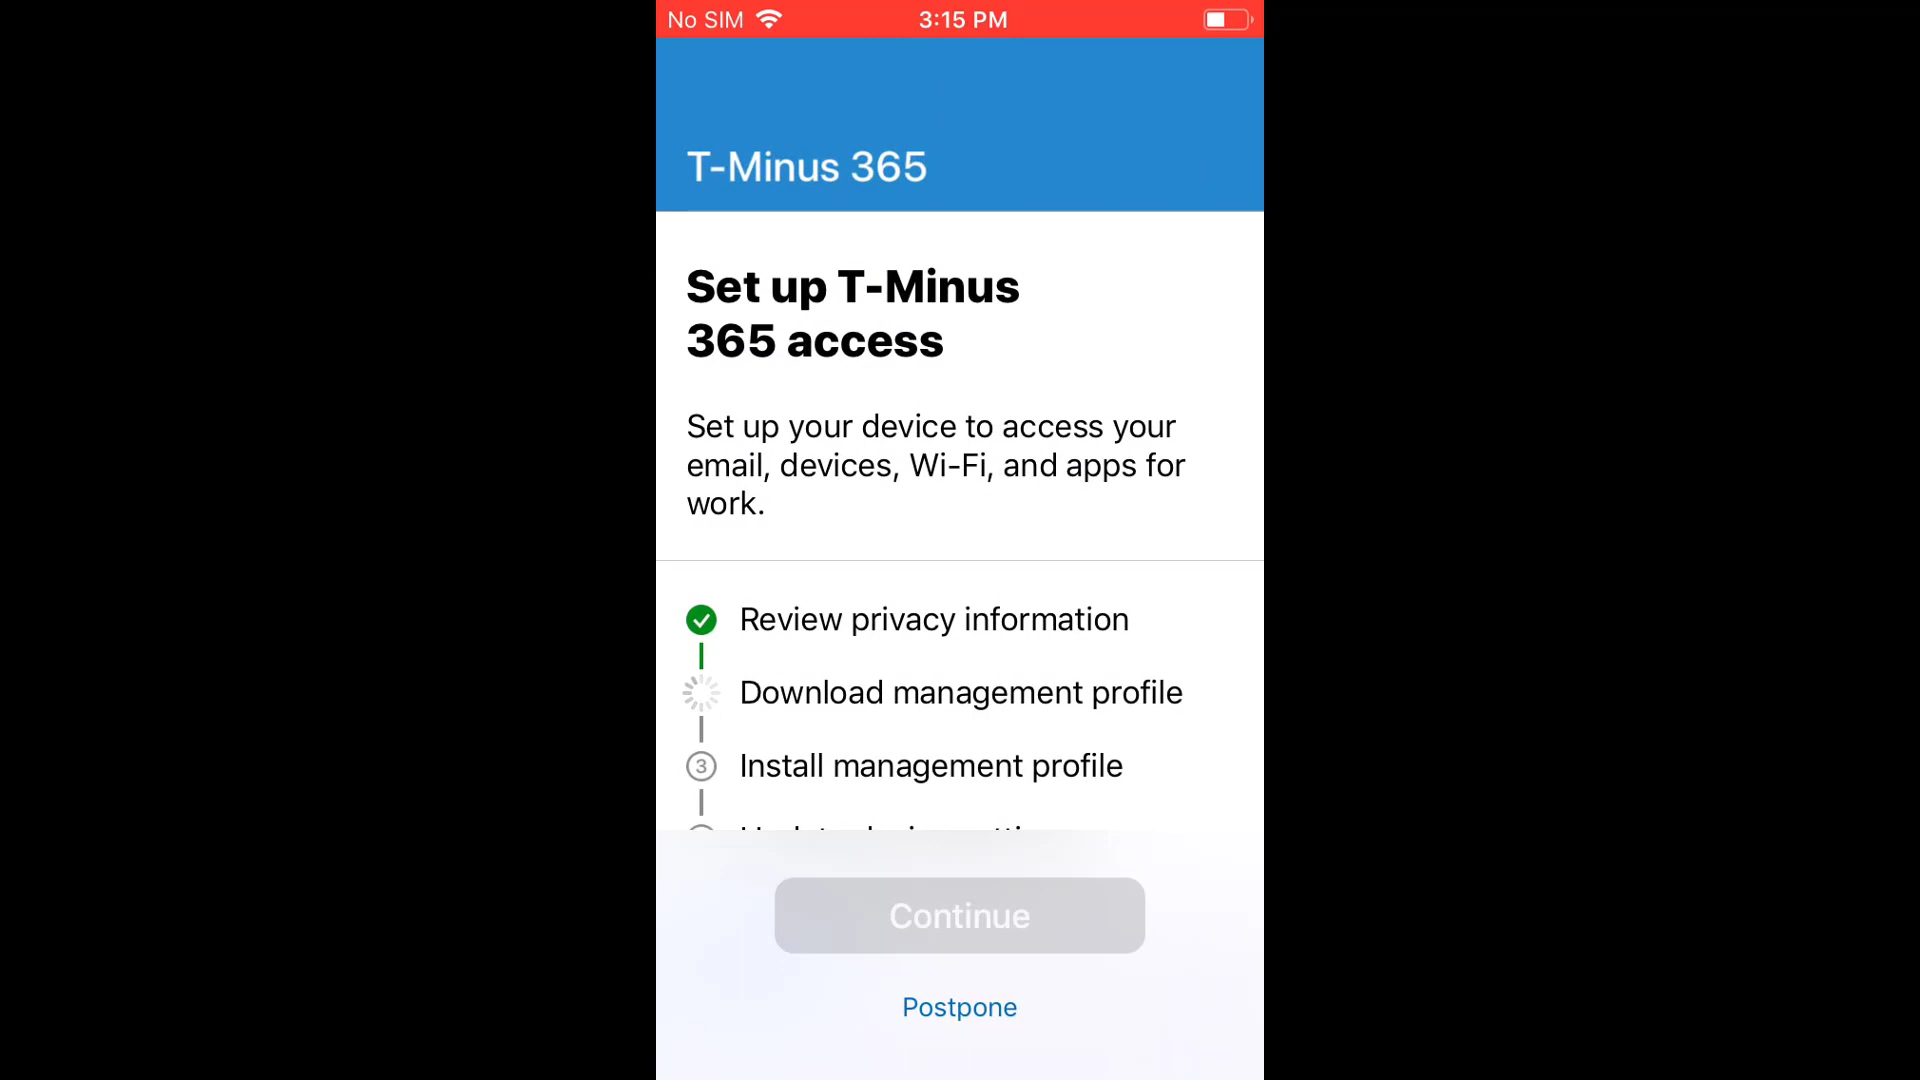 No SIM 3:15 PM
T-Minus 365
Set up T-Minus
365 access
Set up your device to access your
email, devices, Wi-Fi, and apps for
work.
Review privacy information
Download management profile
3 Install management profile
Continue
Postpone